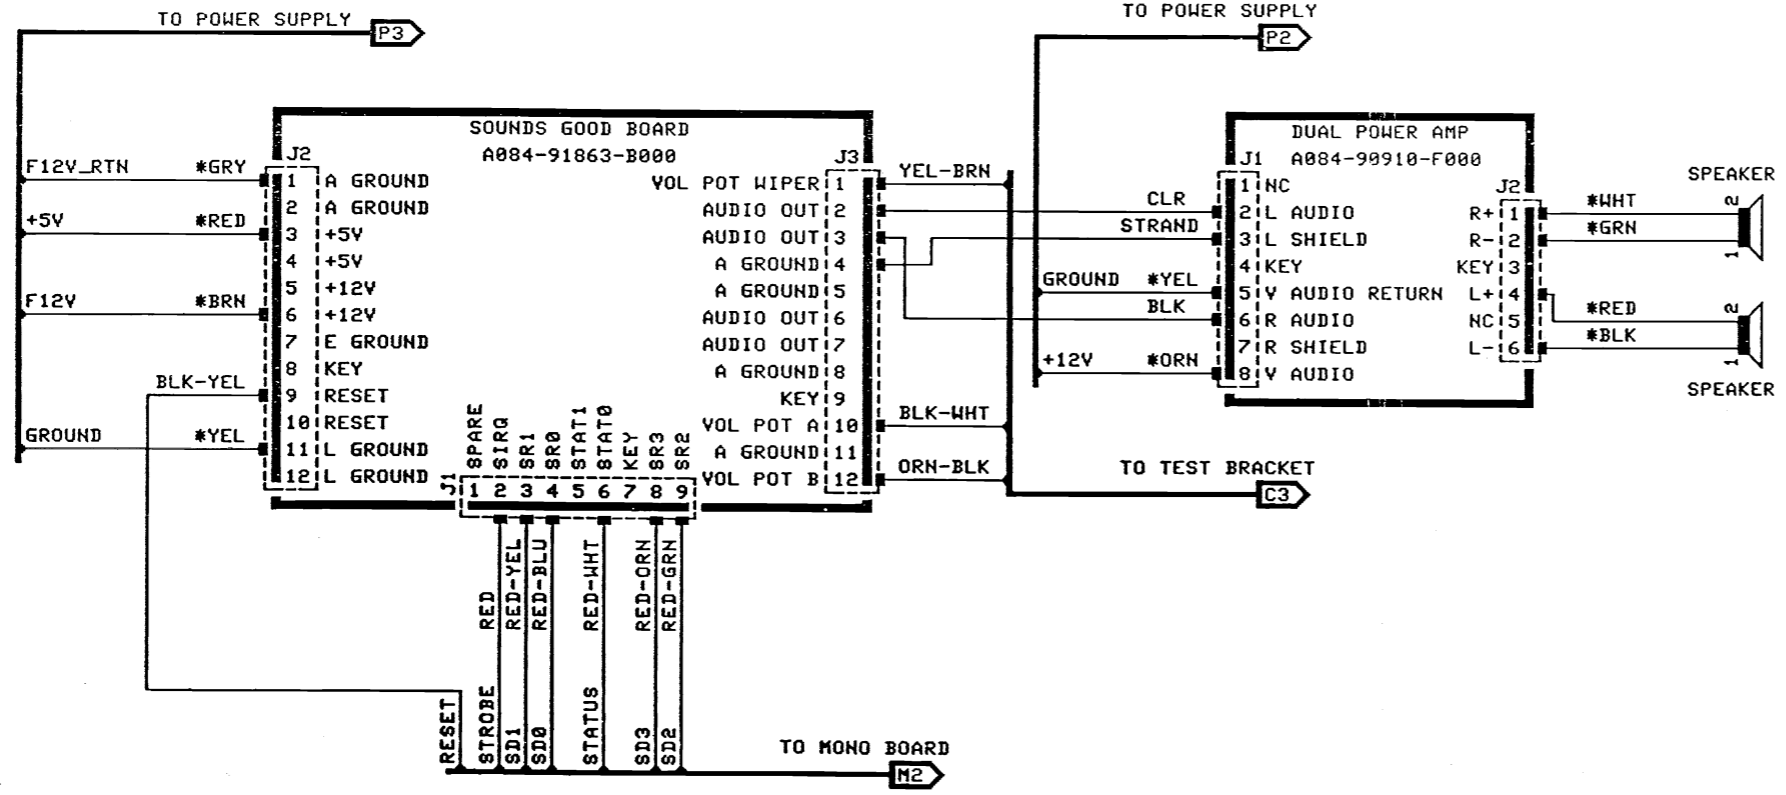 TO POWER SUPPLY
P3
TO POWER SUPPLY
P2
SOUNDS GOOD BOARD
A084-91863-B000
J2
F12V_RTN *GRY 1 A GROUND
2 A GROUND
+5V *RED 3 +5V
4 +5V
5 +12V
F12V *BRN 6 +12V
7 E GROUND
8 KEY
BLK-YEL 9 RESET
10 RESET
GROUND *YEL 11 L GROUND
12 L GROUND
J3
VOL POT WIPER 1 YEL-BRN
AUDIO OUT 2
AUDIO OUT 3
A GROUND 4
A GROUND 5
AUDIO OUT 6
AUDIO OUT 7
A GROUND 8
KEY 9
VOL POT A 10 BLK-WHT
A GROUND 11
VOL POT B 12 ORN-BLK
J1
SPARE
SIRQ
SR1
SR0
STAT1
STAT0
KEY
SR3
SR2
1 2 3 4 5 6 7 8 9
RED
RED-YEL
RED-BLU
RED-WHT
RED-ORN
RED-GRN
RESET
STROBE
SD1
SD0
STATUS
SD3
SD2
TO MONO BOARD
M2
TO TEST BRACKET
C3
DUAL POWER AMP
A084-90910-F000
J1
1 NC
CLR 2 L AUDIO
STRAND 3 L SHIELD
4 KEY
GROUND *YEL 5 V AUDIO RETURN
BLK 6 R AUDIO
7 R SHIELD
+12V *ORN 8 V AUDIO
J2
R+ 1 *WHT
R- 2 *GRN
KEY 3
L+ 4 *RED
NC 5
L- 6 *BLK
SPEAKER
2
1
2
1
SPEAKER